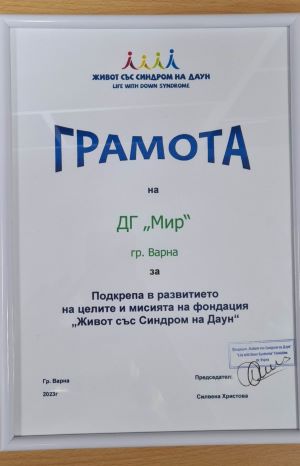 ЖИВОТ СЪС СИНДРОМ НА ДАУН
LIFE WITH DOWN SYNDROME
ГРАМОТА
на
ДГ „Мир“
гр. Варна
за
Подкрепа в развитието
на целите и мисията на фондация
„Живот със Синдром на Даун“
Гр. Варна
2023г
Председател:
Силвена Христова